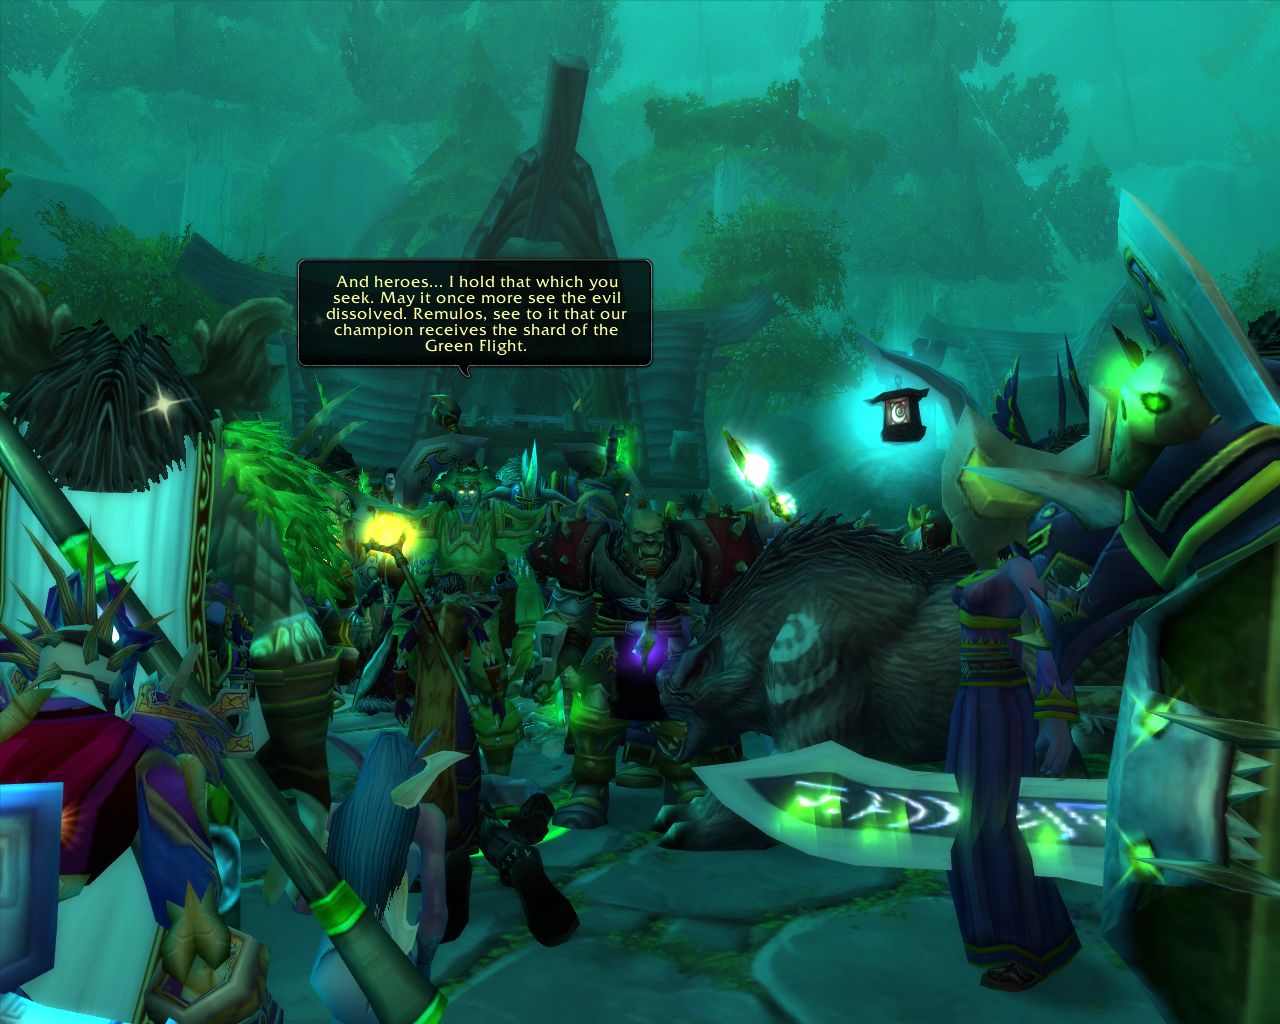 And heroes... I hold that which you
seek. May it once more see the evil
dissolved. Remulos, see to it that our
champion receives the shard of the
Green Flight.